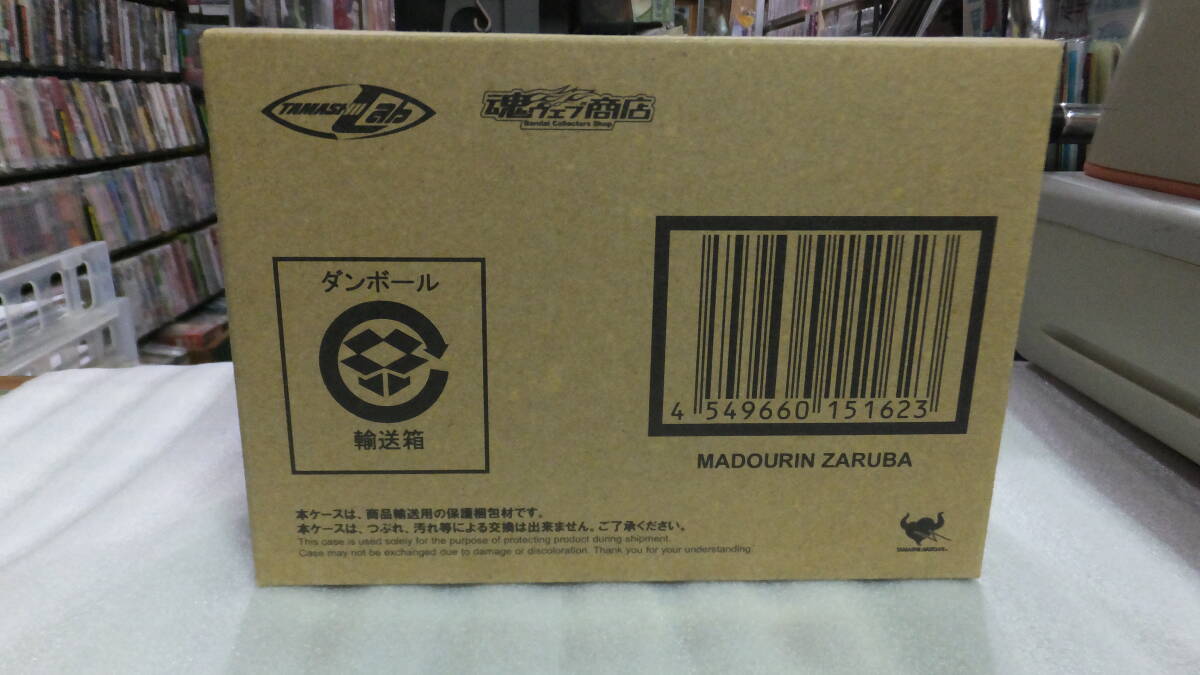 TAMASHII Lab
魂ウェブ商店
Bandai Collectors Shop
ダンボール
輸送箱
4 549660 151623
MADOURIN ZARUBA
本ケースは、商品輸送用の保護梱包材です。
本ケースは、つぶれ、汚れ等による交換は出来ません。ご了承ください。
This case is used solely for the purpose of protecting product during shipment.
Case may not be exchanged due to damage or discoloration. Thank you for your understanding.
TAMASHII NATIONS